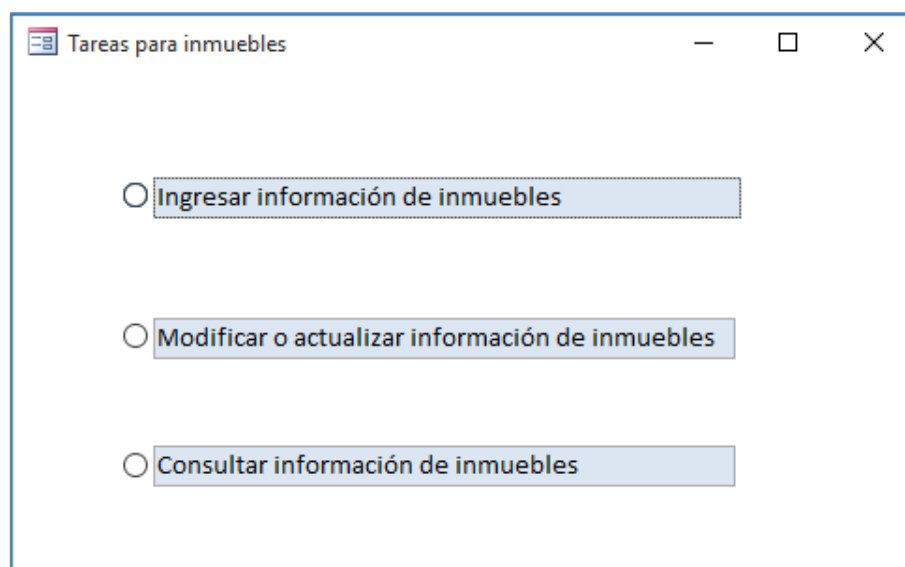 Tareas para inmuebles
Ingresar información de inmuebles
Modificar o actualizar información de inmuebles
Consultar información de inmuebles